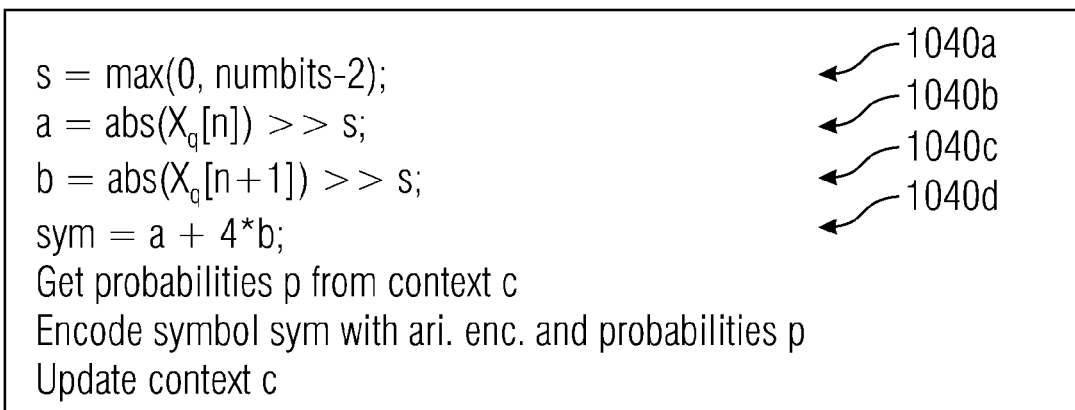 s = max(0, numbits-2);
1040a
a = abs(X_q[n]) >> s;
1040b
b = abs(X_q[n+1]) >> s;
1040c
sym = a + 4*b;
1040d
Get probabilities p from context c
Encode symbol sym with ari. enc. and probabilities p
Update context c